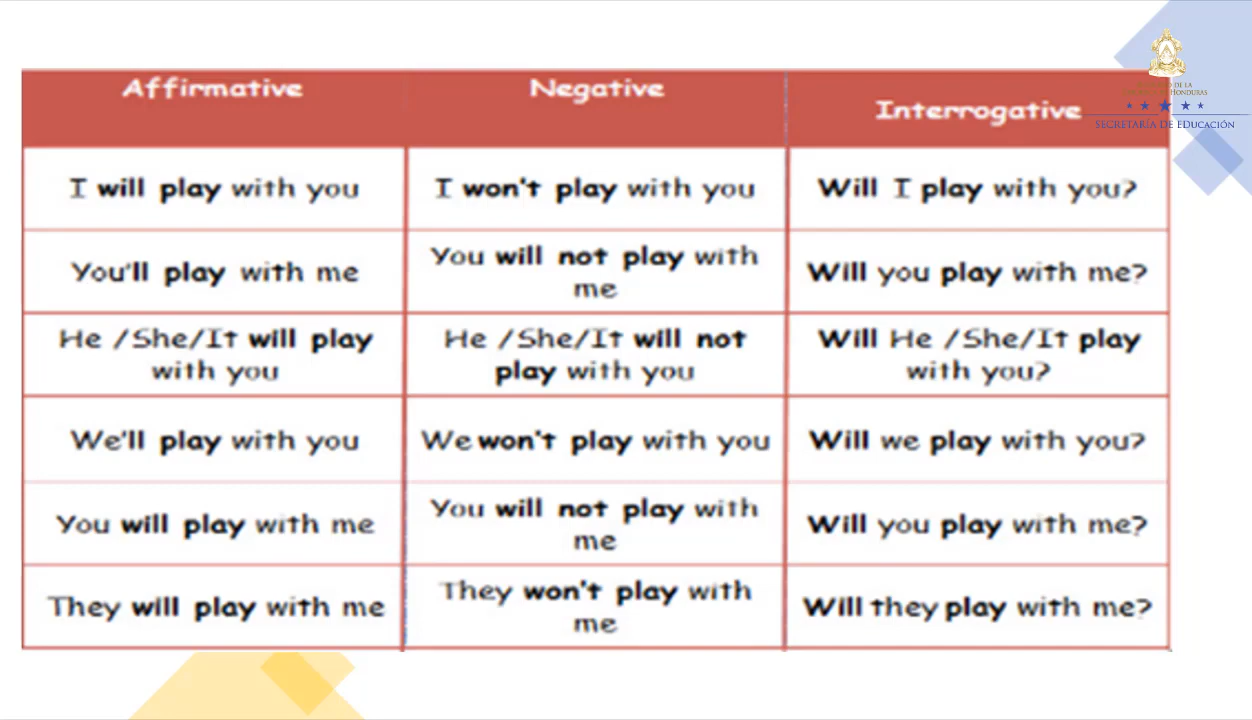 Affirmative
Negative
Interrogative
SECRETARÍA DE EDUCACIÓN
I will play with you
I won't play with you
Will I play with you?
You'll play with me
You will not play with
me
Will you play with me?
He /She/It will play
with you
He /She/It will not
play with you
Will He /She/It play
with you?
We'll play with you
We won't play with you
Will we play with you?
You will play with me
You will not play with
me
Will you play with me?
They will play with me
They won't play with
me
Will they play with me?